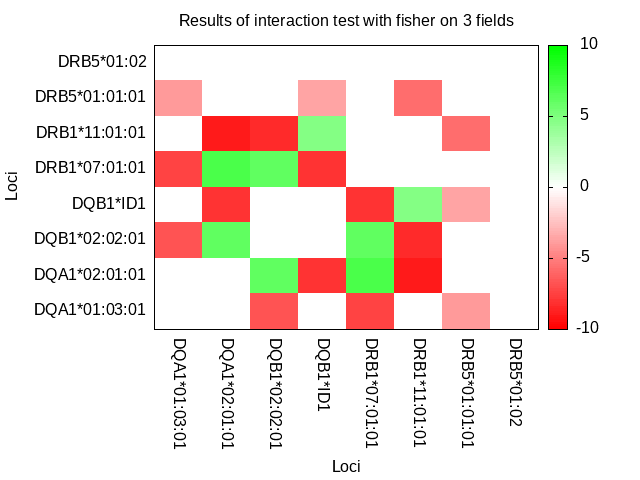 Results of interaction test with fisher on 3 fields
Loci
DRB5*01:02
DRB5*01:01:01
DRB1*11:01:01
DRB1*07:01:01
DQB1*ID1
DQB1*02:02:01
DQA1*02:01:01
DQA1*01:03:01
10
5
0
-5
-10
DQA1*01:03:01
DQA1*02:01:01
DQB1*02:02:01
DQB1*ID1
DRB1*07:01:01
DRB1*11:01:01
DRB5*01:01:01
DRB5*01:02
Loci